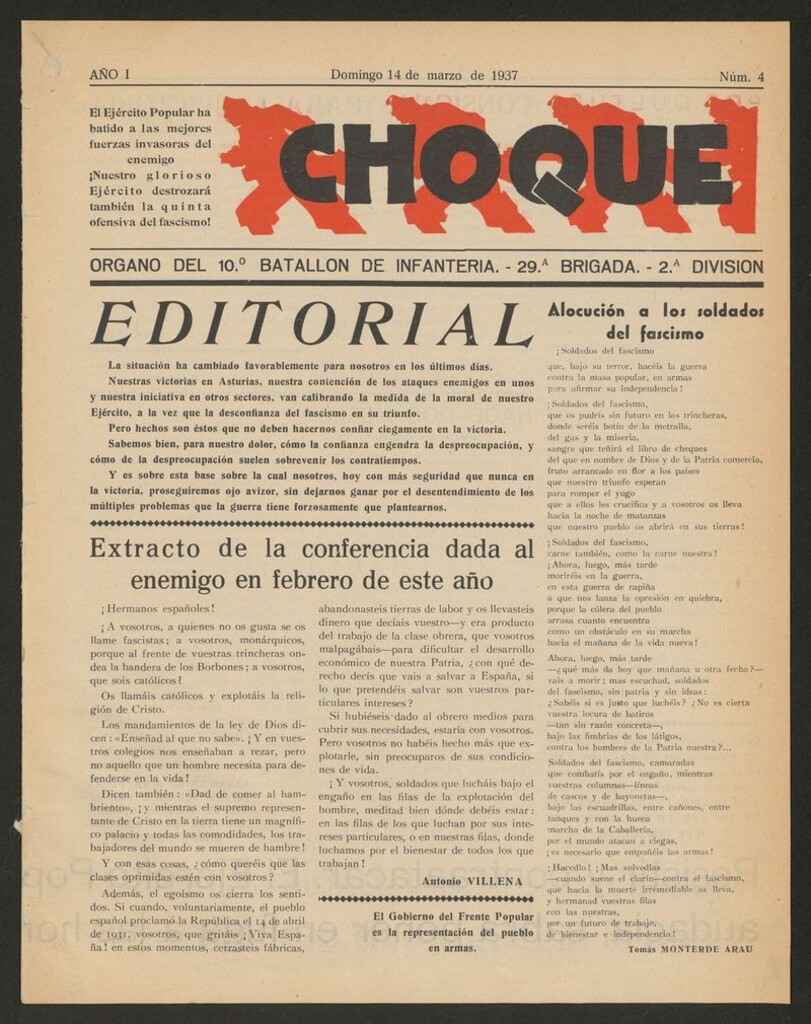 AÑO I
Domingo 14 de marzo de 1937
Núm. 4
El Ejército Popular ha
batido a las mejores
fuerzas invasoras del
enemigo
¡Nuestro glorioso
Ejército destrozará
también la quinta
ofensiva del fascismo!
CHOQUE
ORGANO DEL 10.º BATALLON DE INFANTERIA. - 29.ª BRIGADA. - 2.ª DIVISION
EDITORIAL
La situación ha cambiado favorablemente para nosotros en los últimos días.
Nuestras victorias en Asturias, nuestra contención de los ataques enemigos en unos
y nuestra iniciativa en otros sectores, van calibrando la medida de la moral de nuestro
Ejército, a la vez que la desconfianza del fascismo en su triunfo.
Pero hechos son éstos que no deben hacernos confiar ciegamente en la victoria.
Sabemos bien, para nuestro dolor, cómo la confianza engendra la despreocupación, y
cómo de la despreocupación suelen sobrevenir los contratiempos.
Y es sobre esta base sobre la cual nosotros, hoy con más seguridad que nunca en
la victoria, proseguiremos ojo avizor, sin dejarnos ganar por el desentendimiento de los
múltiples problemas que la guerra tiene forzosamente que plantearnos.
Extracto de la conferencia dada al
enemigo en febrero de este año
¡Hermanos españoles!
¡A vosotros, a quienes no os gusta se os
llame fascistas; a vosotros, monárquicos,
porque al frente de vuestras trincheras on-
dea la bandera de los Borbones; a vosotros,
que sois católicos!
Os llamáis católicos y explotáis la reli-
gión de Cristo.
Los mandamientos de la ley de Dios di-
cen: «Enseñad al que no sabe». ¡Y en vues-
tros colegios nos enseñaban a rezar, pero
no aquello que un hombre necesita para de-
fenderse en la vida!
Dicen también: «Dad de comer al ham-
briento», ¡y mientras el supremo represen-
tante de Cristo en la tierra tiene un magnífi-
co palacio y todas las comodidades, los tra-
bajadores del mundo se mueren de hambre!
Y con esas cosas, ¿cómo queréis que las
clases oprimidas estén con vosotros?
Además, el egoísmo os cierra los senti-
dos. Si cuando, voluntariamente, el pueblo
español proclamó la República el 14 de abril
de 1931, vosotros, que gritáis ¡Viva Espa-
ña! en estos momentos, cerrasteis fábricas,
abandonasteis tierras de labor y os llevasteis
dinero que decíais vuestro—y era producto
del trabajo de la clase obrera, que vosotros
malpagábais—para dificultar el desarrollo
económico de nuestra Patria, ¿con qué de-
recho decís que vais a salvar a España, si
lo que pretendéis salvar son vuestros par-
ticulares intereses?
Si hubiéseis dado al obrero medios para
cubrir sus necesidades, estaría con vosotros.
Pero vosotros no habéis hecho más que ex-
plotarle, sin preocuparos de sus condicio-
nes de vida.
¡Y vosotros, soldados que lucháis bajo el
engaño en las filas de la explotación del
hombre, meditad bien dónde debéis estar:
en las filas de los que luchan por sus inte-
reses particulares, o en nuestras filas, donde
luchamos por el bienestar de todos los que
trabajan!
Antonio VILLENA
El Gobierno del Frente Popular
es la representación del pueblo
en armas.
Alocución a los soldados
del fascismo
¡Soldados del fascismo
que, bajo su terror, hacéis la guerra
contra la masa popular, en armas
para afirmar su independencia!
¡Soldados del fascismo,
que os pudrís sin futuro en las trincheras,
donde seréis botín de la metralla,
del gas y la miseria,
sangre que teñirá el libro de cheques
del que en nombre de Dios y de la Patria comercia,
fruto arrancado en flor a los países
que nuestro triunfo esperan
para romper el yugo
que a ellos les crucifica y a vosotros os lleva
hacia la noche de matanzas
que nuestro pueblo os abrirá en sus tierras!
¡Soldados del fascismo,
carne también, como la carne nuestra!
¡Ahora, luego, más tarde
moriréis en la guerra,
en esta guerra de rapiña
a que nos lanza la opresión en quiebra,
porque la cólera del pueblo
arrasa cuanto encuentra
como un obstáculo en su marcha
hacia el mañana de la vida nueva!
Ahora, luego, más tarde
—¿qué más da hoy que mañana u otra fecha?—
vais a morir; mas escuchad, soldados
del fascismo, sin patria y sin ideas:
¿Sabéis si es justo que luchéis? ¿No es cierta
vuestra locura de batiros
—tan sin razón concreta—,
bajo las fimbrias de los látigos,
contra los hombres de la Patria nuestra?...
Soldados del fascismo, camaradas
que combatís por el engaño, mientras
vuestras columnas—líneas
de cascos y de bayonetas—,
bajo las escuadrillas, entre cañones, entre
tanques y con la hueca
marcha de la Caballería,
por el mundo atacan a ciegas,
¡es necesario que empuñéis las armas!
¡Hacedlo! ¡Mas volvedlas
—cuando suene el clarín—contra el fascismo,
que hacia la muerte irremediable os lleva,
y hermanad vuestras filas
con las nuestras,
por un futuro de trabajo,
de bienestar e independencia!
Tomás MONTERDE ARAU